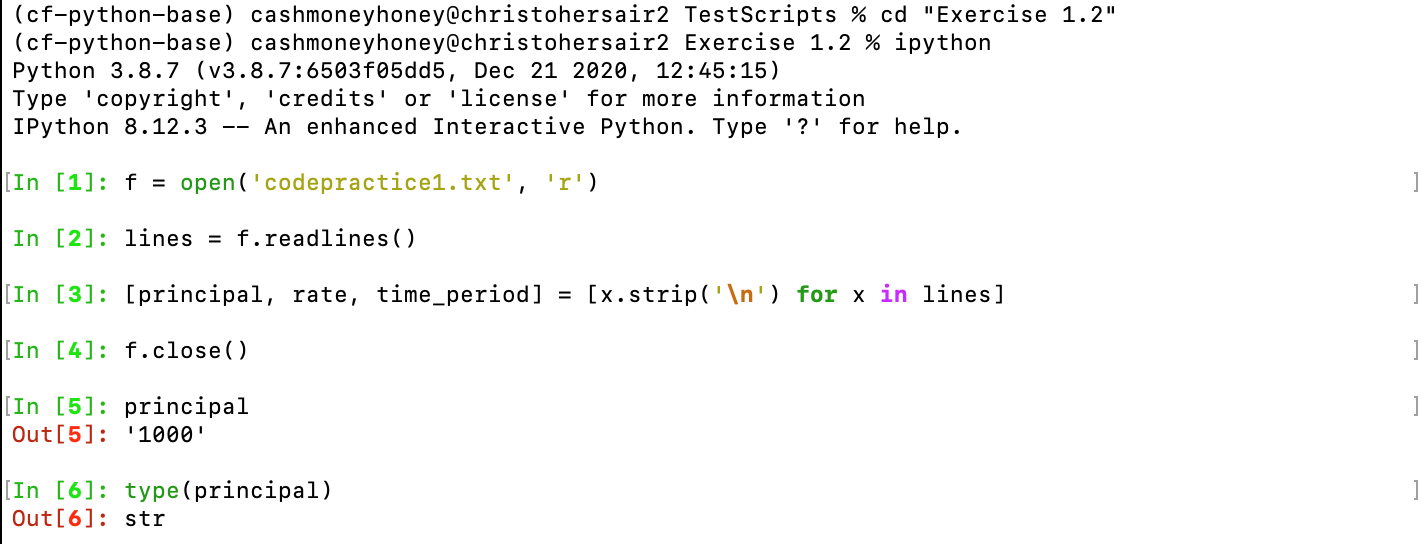 (cf-python-base) cashmoneyhoney@christohersair2 TestScripts % cd "Exercise 1.2"
(cf-python-base) cashmoneyhoney@christohersair2 Exercise 1.2 % ipython
Python 3.8.7 (v3.8.7:6503f05dd5, Dec 21 2020, 12:45:15)
Type 'copyright', 'credits' or 'license' for more information
IPython 8.12.3 -- An enhanced Interactive Python. Type '?' for help.
[In [1]: f = open('codepractice1.txt', 'r') ]
In [2]: lines = f.readlines()
[In [3]: [principal, rate, time_period] = [x.strip('\n') for x in lines] ]
[In [4]: f.close() ]
[In [5]: principal ]
Out[5]: '1000'
[In [6]: type(principal) ]
Out[6]: str